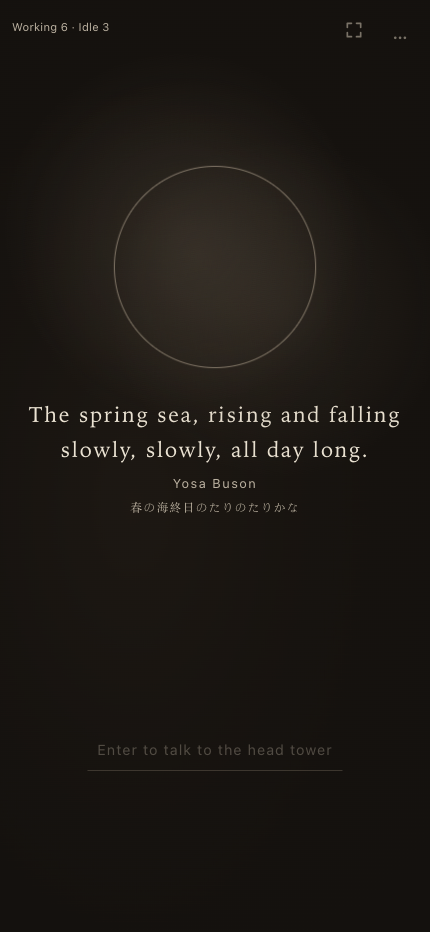 Working 6 · Idle 3
...
The spring sea, rising and falling
slowly, slowly, all day long.
Yosa Buson
春の海終日のたりのたりかな
Enter to talk to the head tower